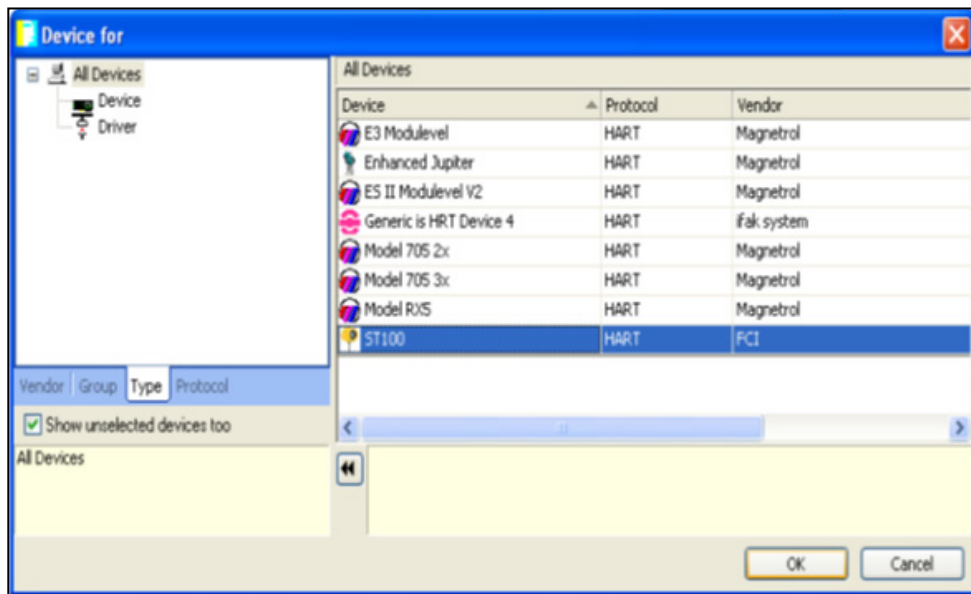 Device for
All Devices
Device
Driver
Vendor Group Type Protocol
Show unselected devices too
All Devices
All Devices
Device Protocol Vendor
E3 Modulevel HART Magnetrol
Enhanced Jupiter HART Magnetrol
ES II Modulevel V2 HART Magnetrol
Generic is HRT Device 4 HART ifak system
Model 705 2x HART Magnetrol
Model 705 3x HART Magnetrol
Model RX5 HART Magnetrol
ST100 HART FCI
OK Cancel